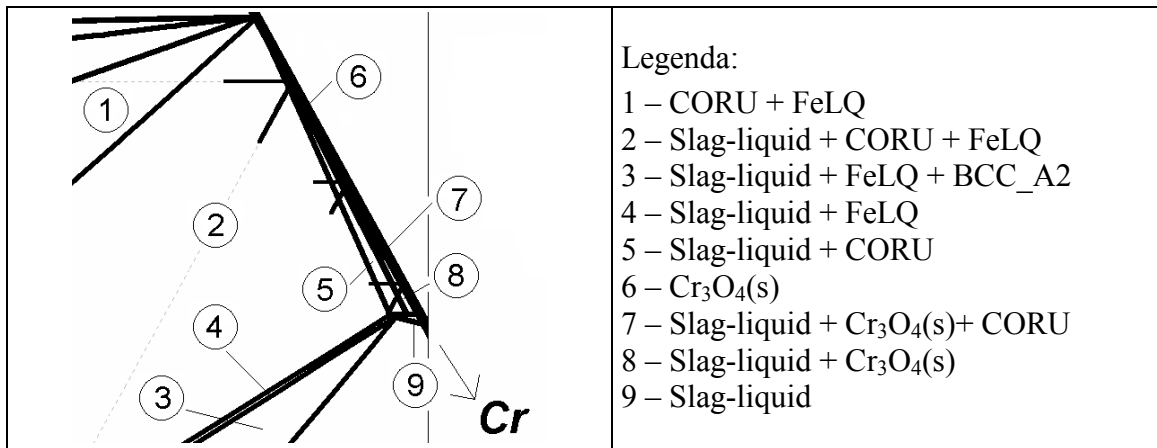 6
1
2
7
8
5
4
9
3
Cr
Legenda:
1 – CORU + FeLQ
2 – Slag-liquid + CORU + FeLQ
3 – Slag-liquid + FeLQ + BCC_A2
4 – Slag-liquid + FeLQ
5 – Slag-liquid + CORU
6 – Cr₃O₄(s)
7 – Slag-liquid + Cr₃O₄(s)+ CORU
8 – Slag-liquid + Cr₃O₄(s)
9 – Slag-liquid